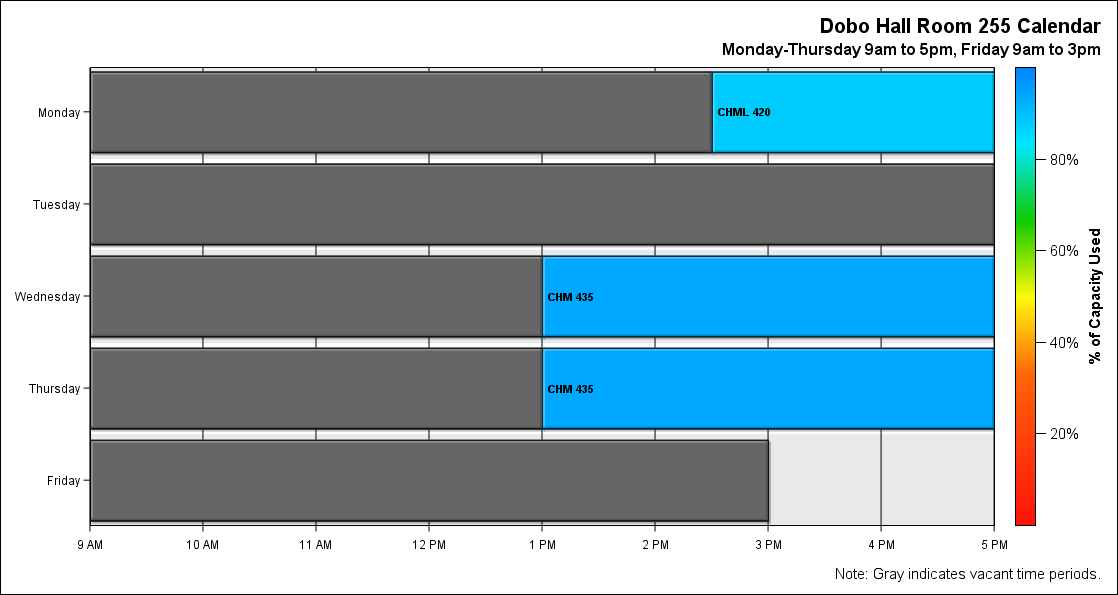 Dobo Hall Room 255 Calendar
Monday-Thursday 9am to 5pm, Friday 9am to 3pm
Monday
CHML 420
Tuesday
Wednesday
CHM 435
Thursday
CHM 435
Friday
9 AM 10 AM 11 AM 12 PM 1 PM 2 PM 3 PM 4 PM 5 PM
80%
60%
40%
20%
% of Capacity Used
Note: Gray indicates vacant time periods.